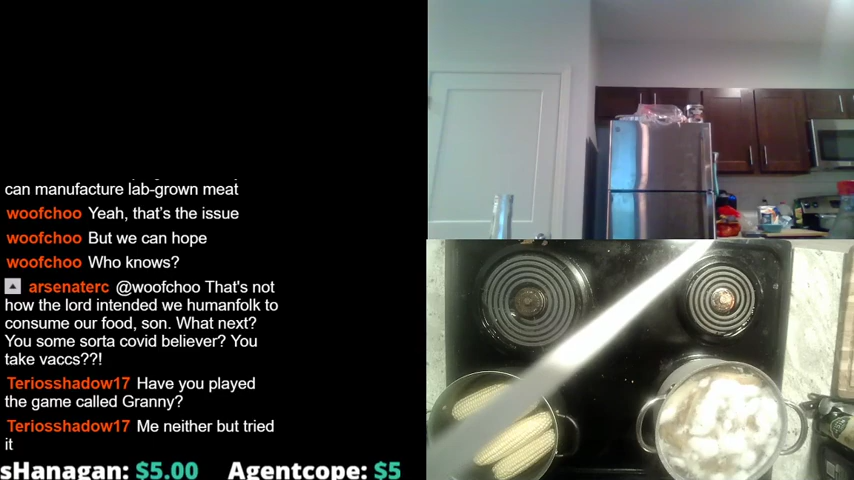 can manufacture lab-grown meat
woofchoo Yeah, that's the issue
woofchoo But we can hope
woofchoo Who knows?
arsenaterc @woofchoo That's not
how the lord intended we humanfolk to
consume our food, son. What next?
You some sorta covid believer? You
take vaccs??!
Teriosshadow17 Have you played
the game called Granny?
Teriosshadow17 Me neither but tried
it
sHanagan: $5.00 Agentcope: $5